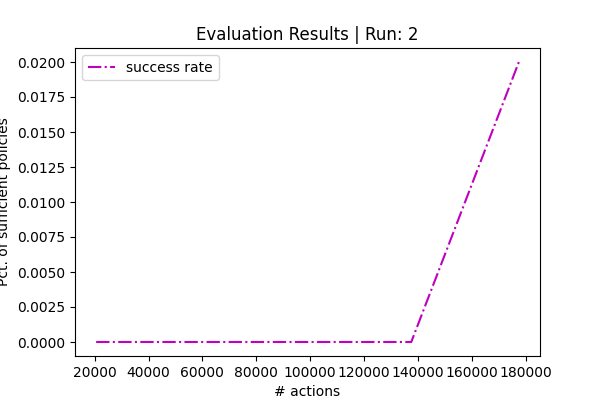 Evaluation Results | Run: 2
success rate
0.0200
0.0175
0.0150
0.0125
0.0100
0.0075
0.0050
0.0025
0.0000
Pct. of sufficient policies
20000 40000 60000 80000 100000 120000 140000 160000 180000
# actions